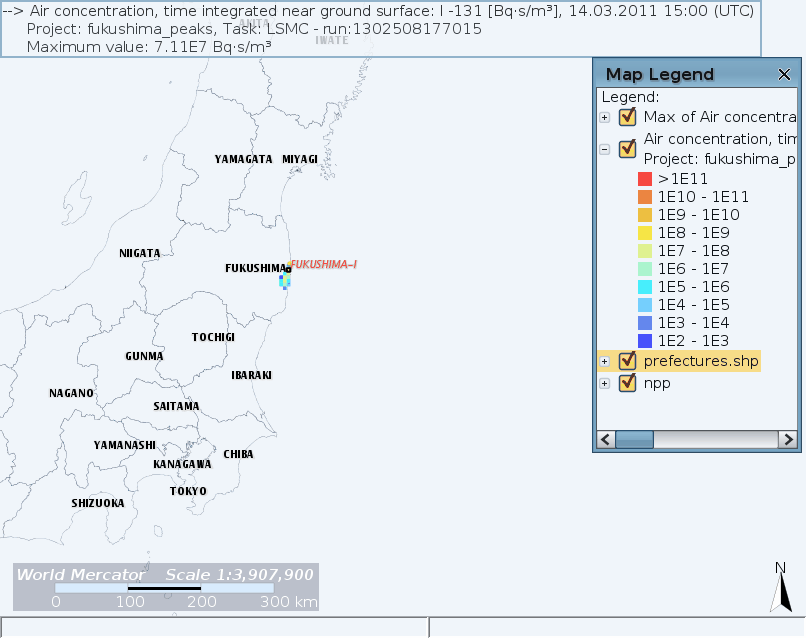 --> Air concentration, time integrated near ground surface: I -131 [Bq·s/m³], 14.03.2011 15:00 (UTC)
Project: fukushima_peaks, Task: LSMC - run:1302508177015
Maximum value: 7.11E7 Bq·s/m³
AKITA
IWATE
Map Legend
Legend:
Max of Air concentra
Air concentration, tim
Project: fukushima_p
>1E11
1E10 - 1E11
1E9 - 1E10
1E8 - 1E9
1E7 - 1E8
1E6 - 1E7
1E5 - 1E6
1E4 - 1E5
1E3 - 1E4
1E2 - 1E3
prefectures.shp
npp
YAMAGATA
MIYAGI
NIIGATA
FUKUSHIMA
FUKUSHIMA-I
TOCHIGI
GUNMA
IBARAKI
NAGANO
SAITAMA
YAMANASHI
CHIBA
KANAGAWA
TOKYO
SHIZUOKA
World Mercator Scale 1:3,907,900
0 100 200 300 km
N